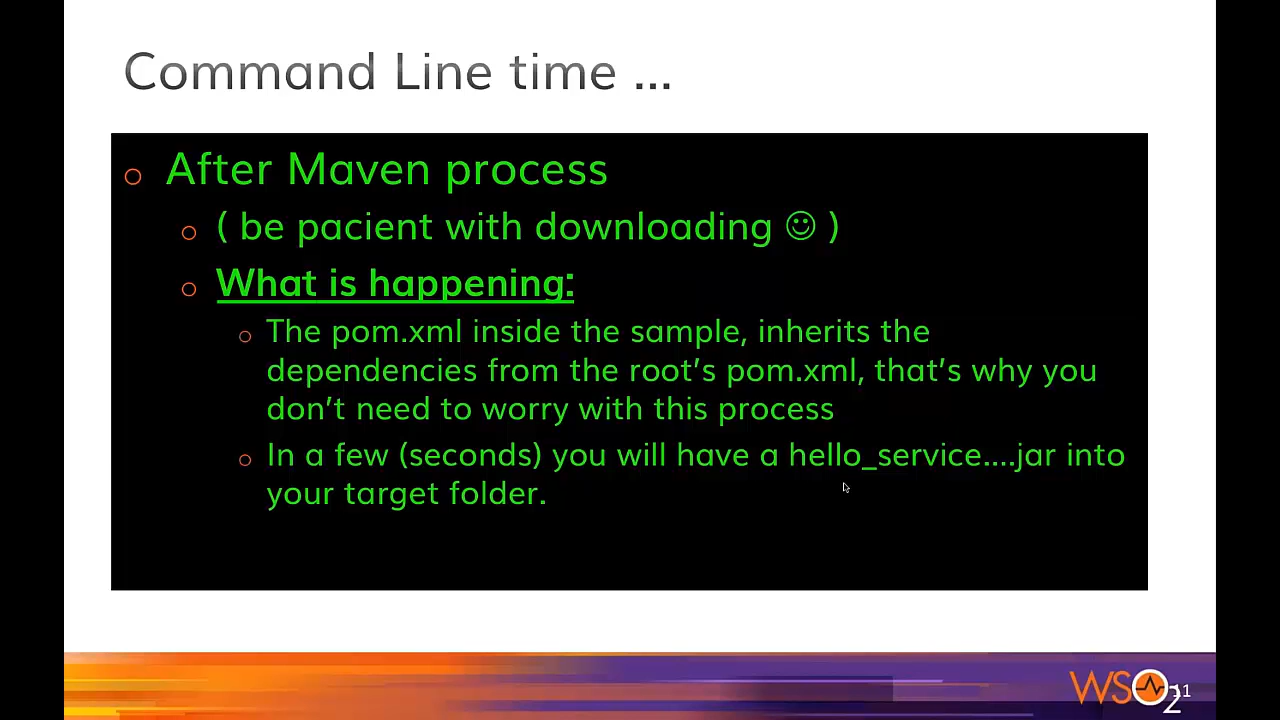 Command Line time ...
After Maven process
( be pacient with downloading ☺ )
What is happening:
The pom.xml inside the sample, inherits the
dependencies from the root’s pom.xml, that’s why you
don’t need to worry with this process
In a few (seconds) you will have a hello_service....jar into
your target folder.
WSO2
11